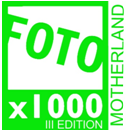 FOTO
x1000
III EDITION
MOTHERLAND